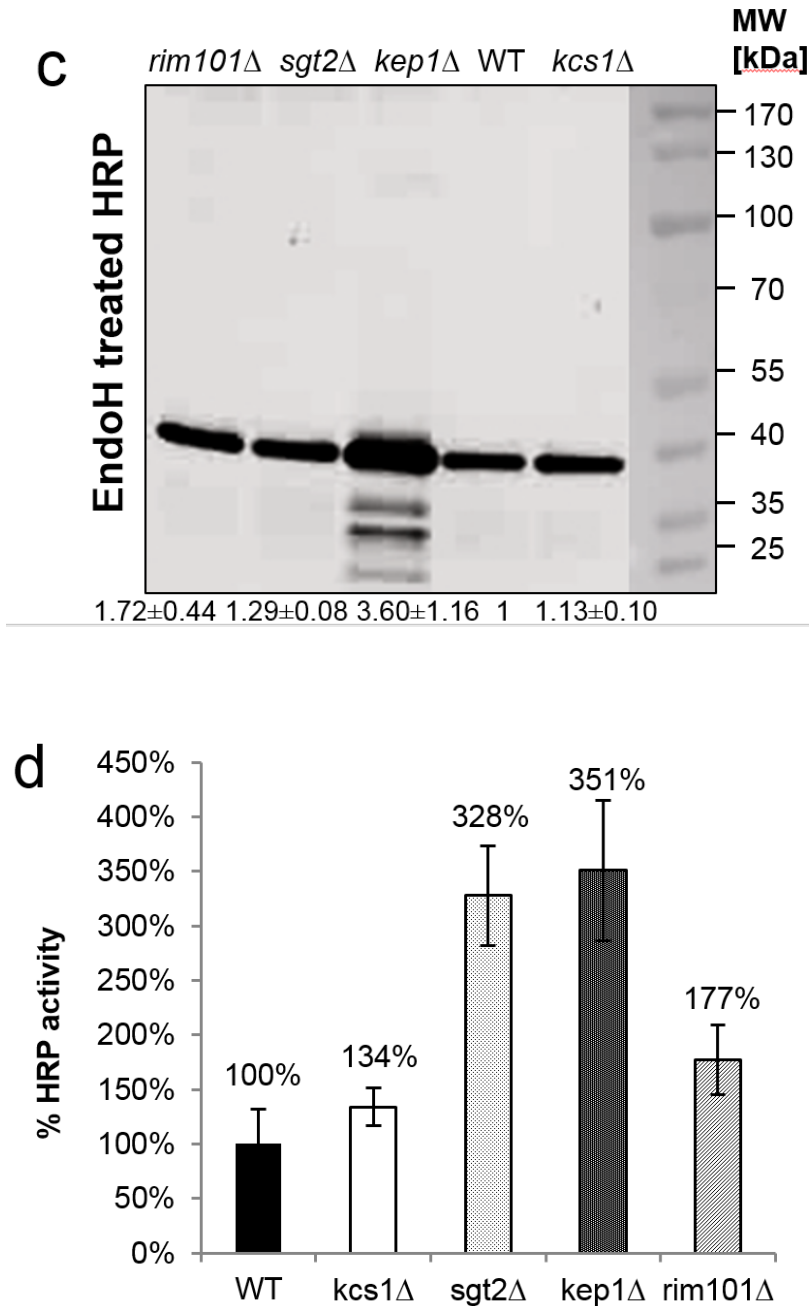 MW
[kDa]
c
rim101Δ sgt2Δ kep1Δ WT kcs1Δ
EndoH treated HRP
170
130
100
70
55
40
35
25
1.72±0.44 1.29±0.08 3.60±1.16 1 1.13±0.10
d
% HRP activity
450%
400%
350%
300%
250%
200%
150%
100%
50%
0%
100%
134%
328%
351%
177%
WT kcs1Δ sgt2Δ kep1Δ rim101Δ